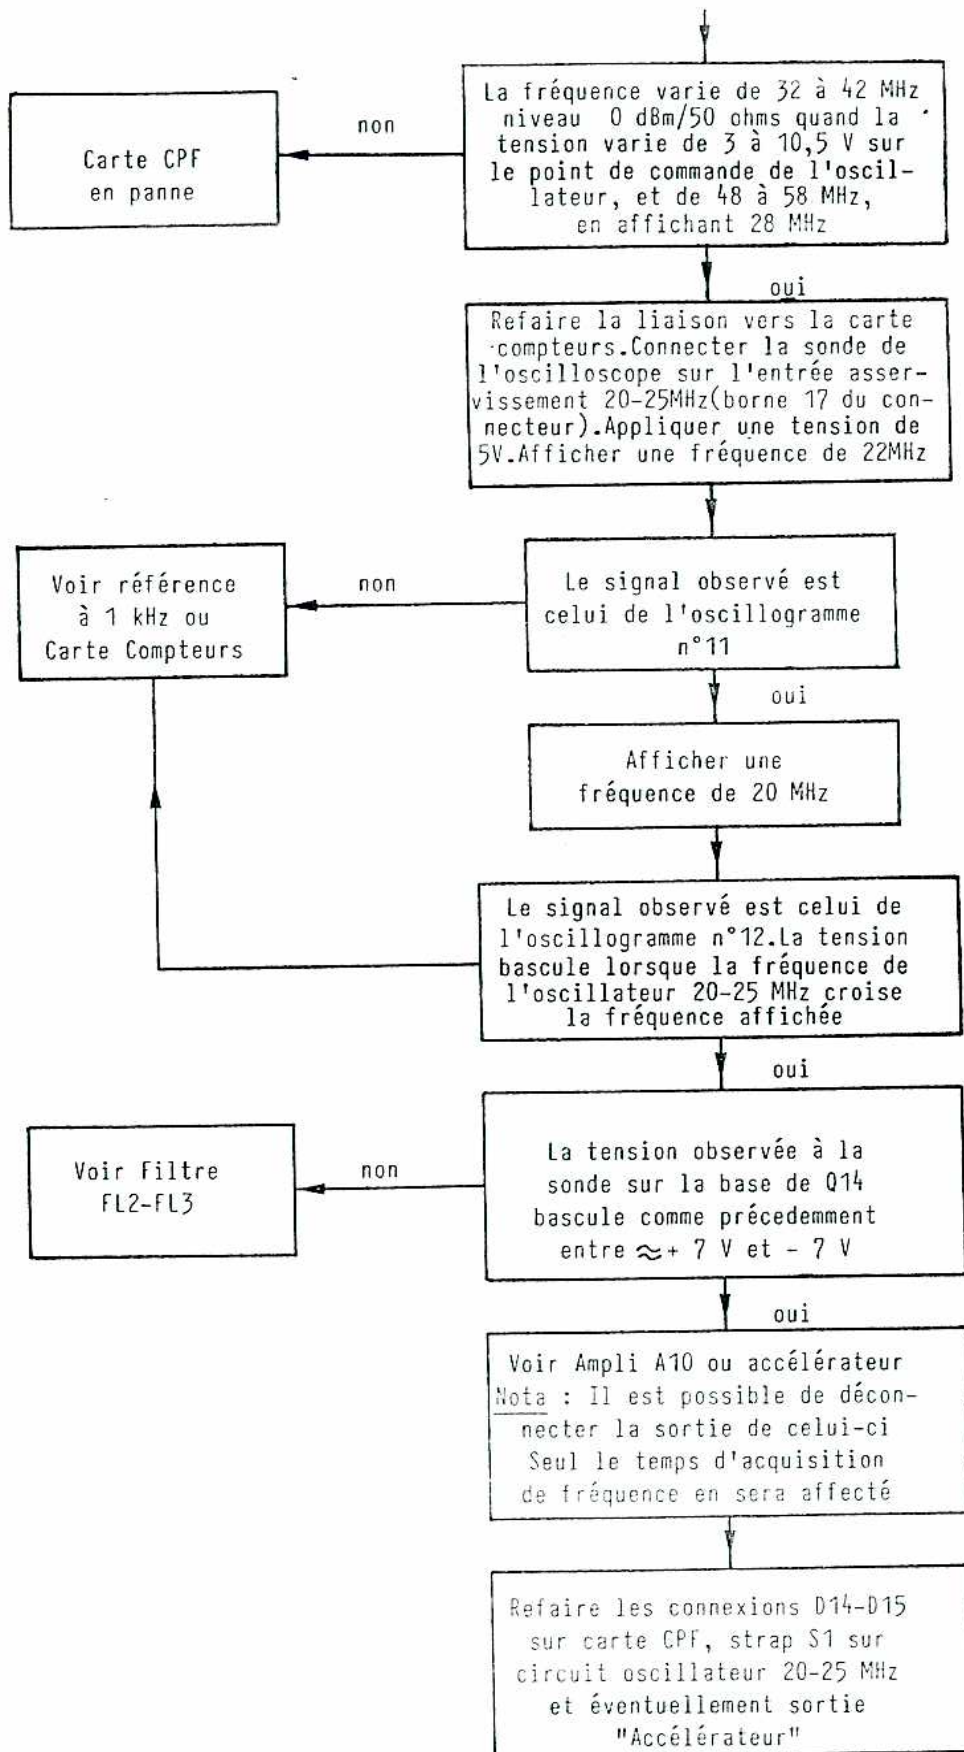 La fréquence varie de 32 à 42 MHz
niveau 0 dBm/50 ohms quand la
tension varie de 3 à 10,5 V sur
le point de commande de l'oscil-
lateur, et de 48 à 58 MHz,
en affichant 28 MHz
non
Carte CPF
en panne
oui
Refaire la liaison vers la carte
compteurs.Connecter la sonde de
l'oscilloscope sur l'entrée asser-
vissement 20-25MHz(borne 17 du con-
necteur).Appliquer une tension de
5V.Afficher une fréquence de 22MHz
Le signal observé est
celui de l'oscillogramme
n°11
non
Voir référence
à 1 kHz ou
Carte Compteurs
oui
Afficher une
fréquence de 20 MHz
Le signal observé est celui de
l'oscillogramme n°12.La tension
bascule lorsque la fréquence de
l'oscillateur 20-25 MHz croise
la fréquence affichée
oui
La tension observée à la
sonde sur la base de Q14
bascule comme précedemment
entre ≈ + 7 V et - 7 V
non
Voir Filtre
FL2-FL3
oui
Voir Ampli A10 ou accélérateur
Nota : Il est possible de décon-
necter la sortie de celui-ci
Seul le temps d'acquisition
de fréquence en sera affecté
Refaire les connexions D14-D15
sur carte CPF, strap S1 sur
circuit oscillateur 20-25 MHz
et éventuellement sortie
"Accélérateur"